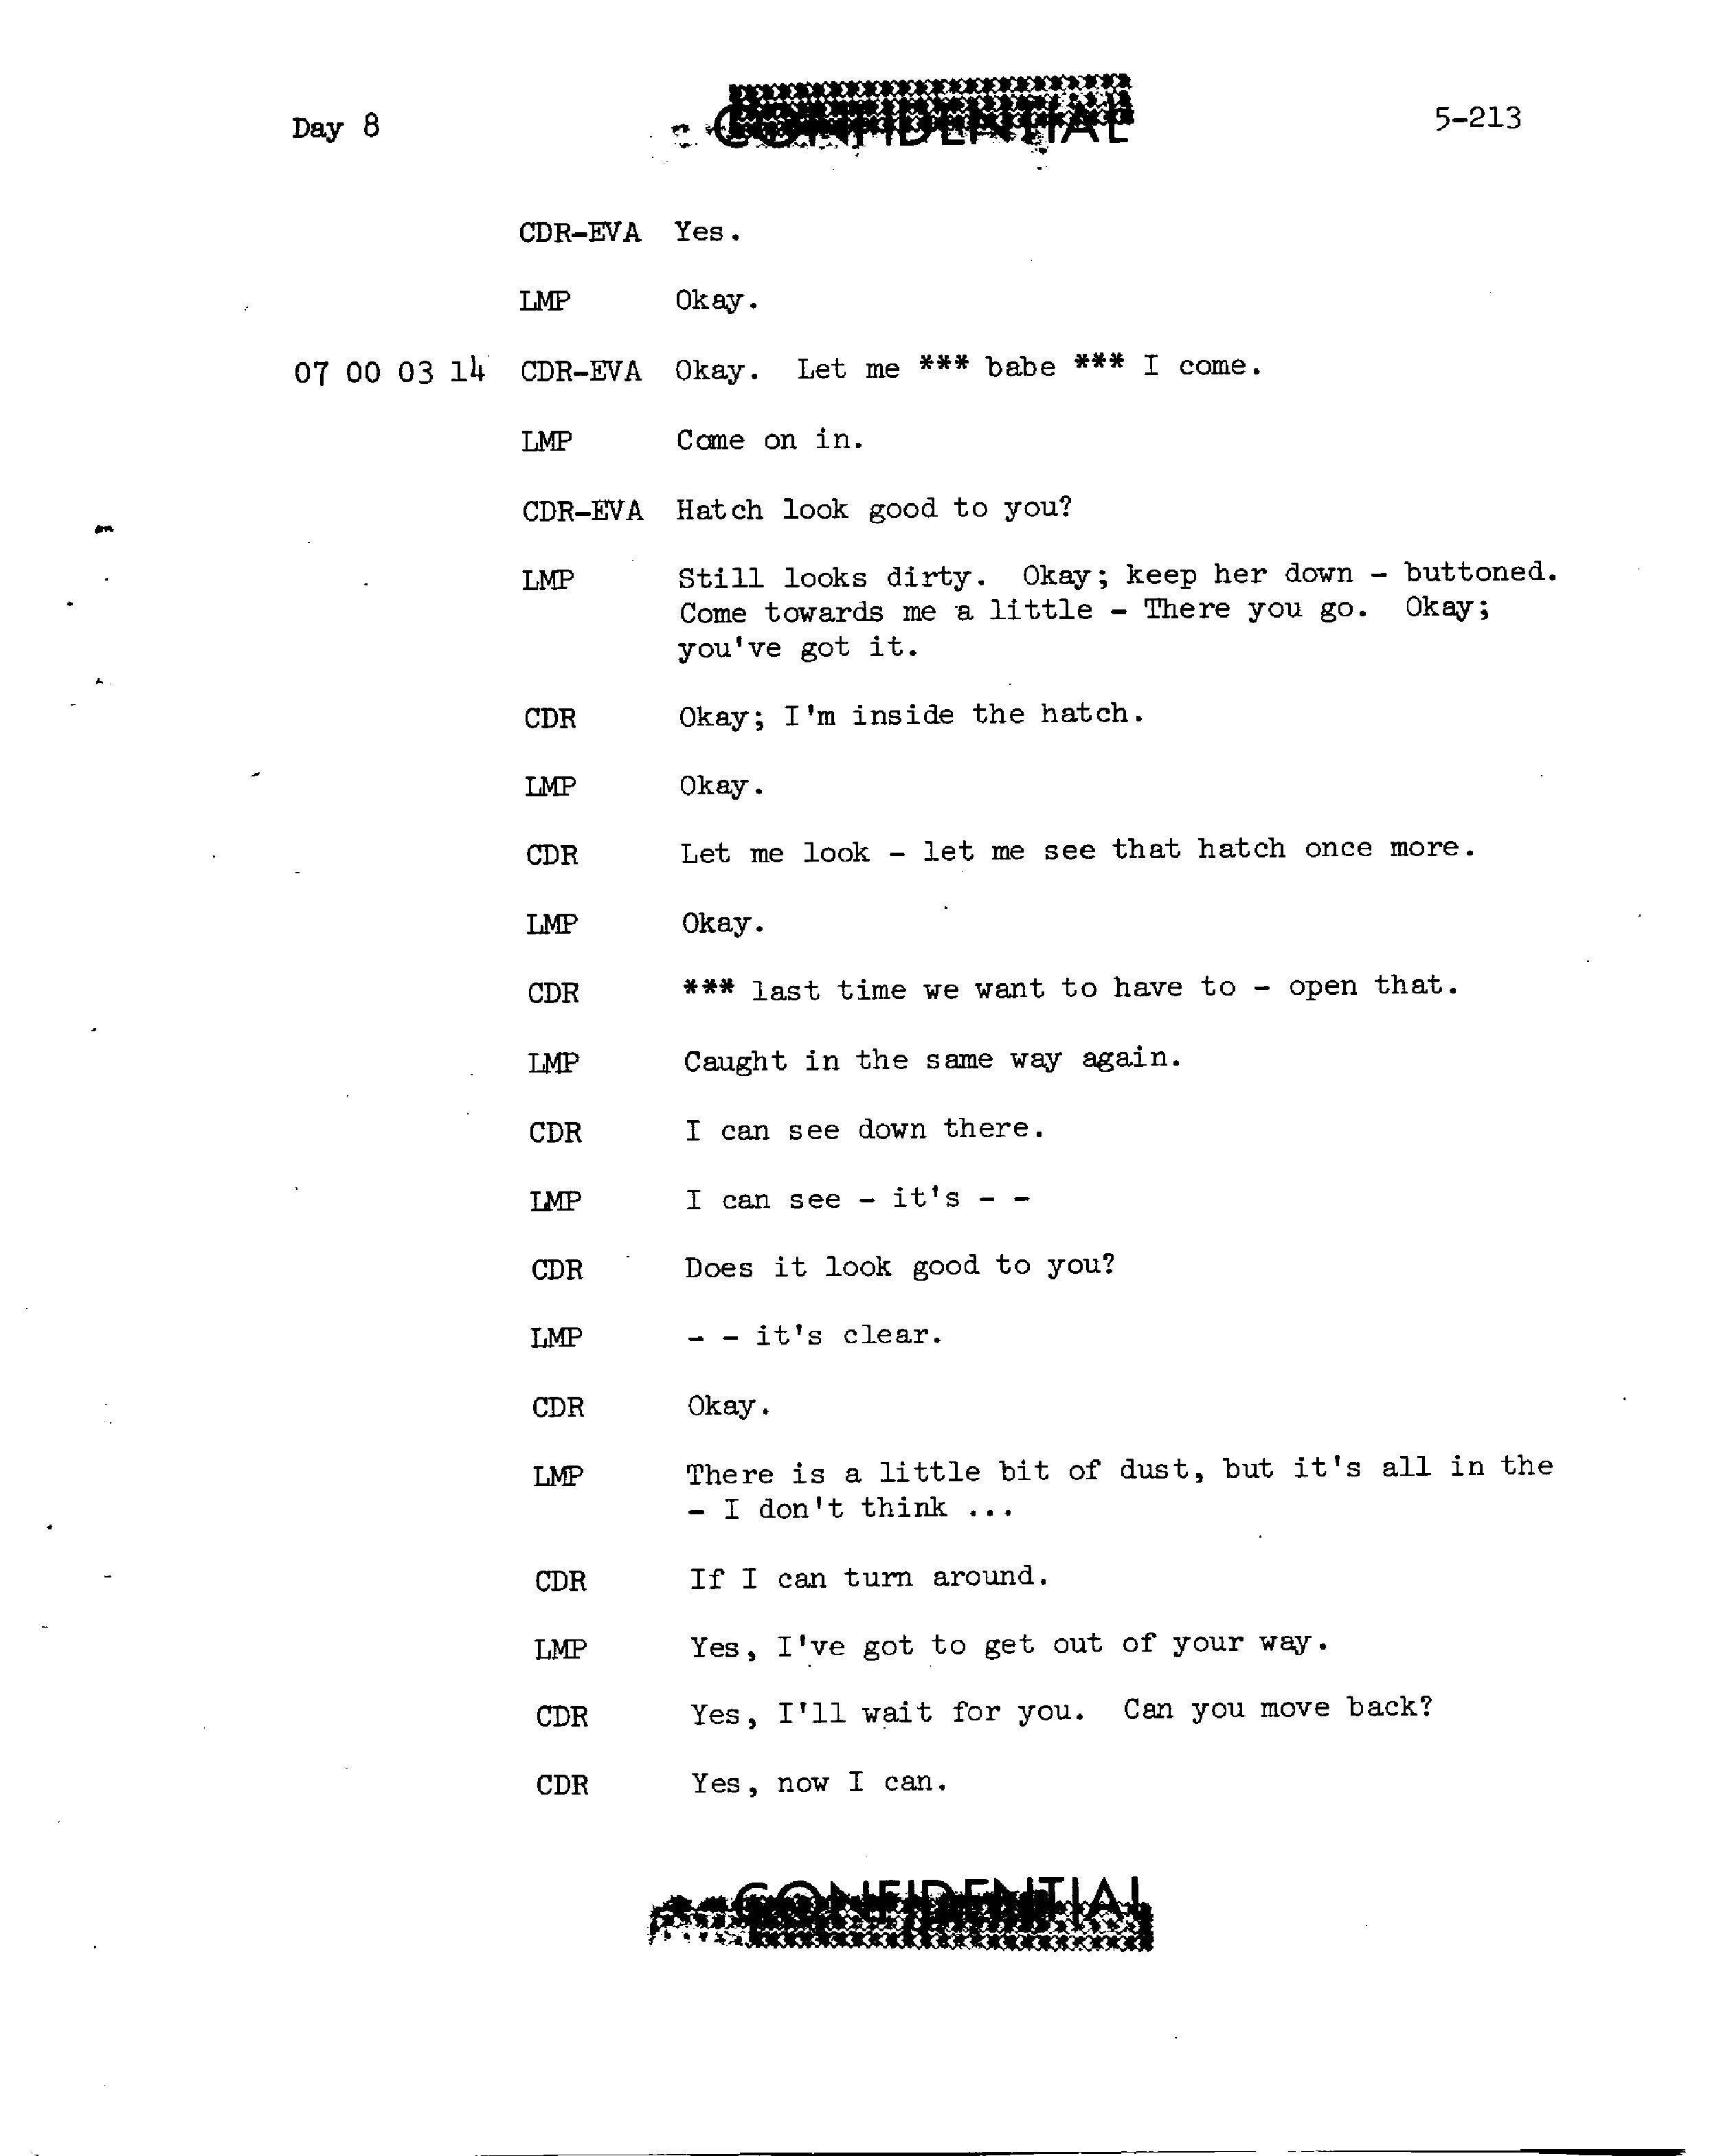 Day 8
CONFIDENTIAL
5-213
CDR-EVA Yes.
LMP Okay.
07 00 03 14 CDR-EVA Okay. Let me *** babe *** I come.
LMP Come on in.
CDR-EVA Hatch look good to you?
LMP Still looks dirty. Okay; keep her down - buttoned.
Come towards me a little - There you go. Okay;
you've got it.
CDR Okay; I'm inside the hatch.
LMP Okay.
CDR Let me look - let me see that hatch once more.
LMP Okay.
CDR *** last time we want to have to - open that.
LMP Caught in the same way again.
CDR I can see down there.
LMP I can see - it's - -
CDR Does it look good to you?
LMP - - it's clear.
CDR Okay.
LMP There is a little bit of dust, but it's all in the
- I don't think ...
CDR If I can turn around.
LMP Yes, I've got to get out of your way.
CDR Yes, I'll wait for you. Can you move back?
CDR Yes, now I can.
CONFIDENTIAL